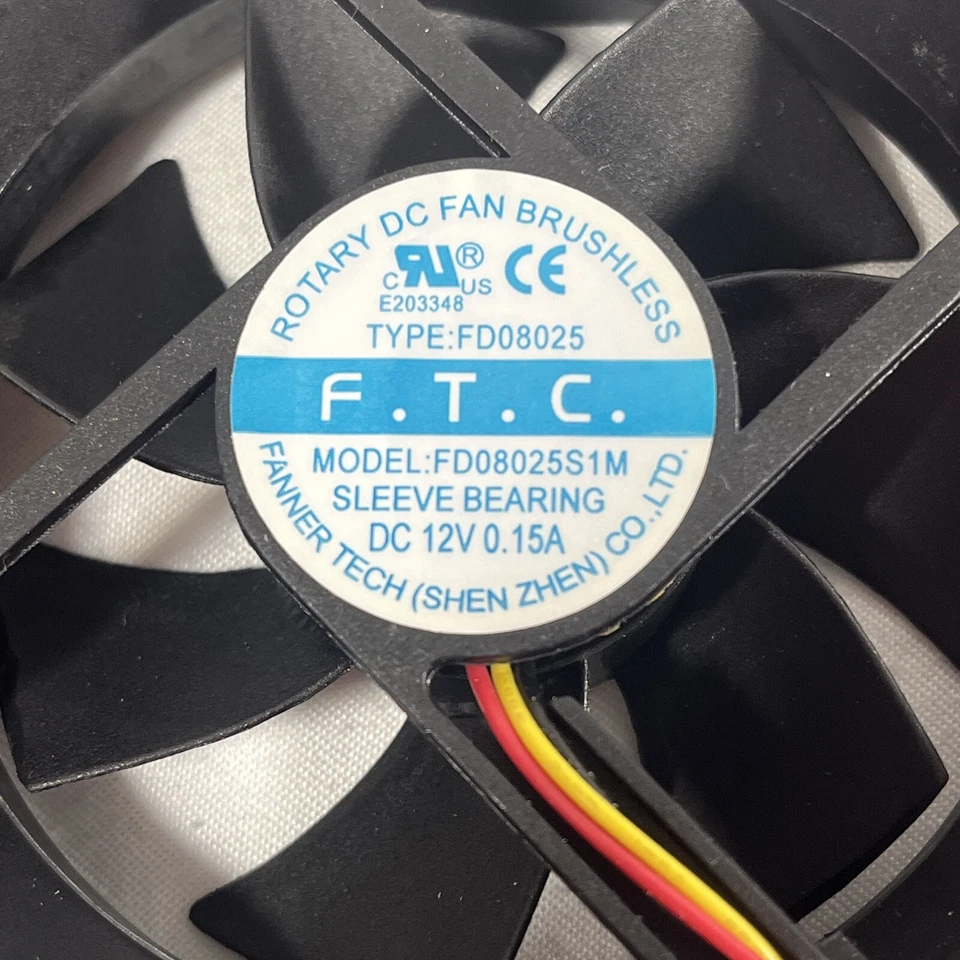 ROTARY DC FAN BRUSHLESS
C RU ® US CE
E203348
TYPE:FD08025
F.T.C.
MODEL:FD08025S1M
SLEEVE BEARING
DC 12V 0.15A
FANNER TECH (SHEN ZHEN) CO.,LTD.